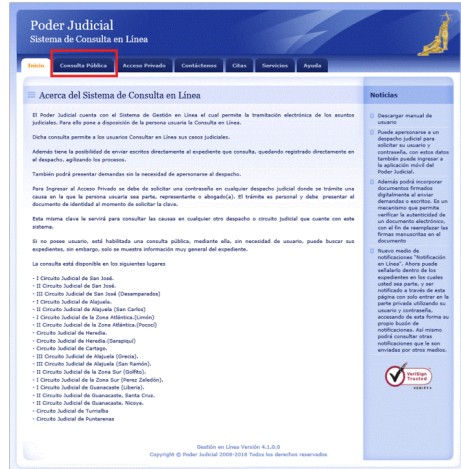 Poder Judicial
Sistema de Consulta en Línea
Inicio
Consulta Pública
Acceso Privado
Contáctenos
Citas
Servicios
Ayuda
Acerca del Sistema de Consulta en Línea
El Poder Judicial cuenta con el Sistema de Gestión en Línea el cual permite la tramitación electrónica de los asuntos
judiciales. Para ello pone a disposición de la persona usuaria la Consulta en Línea.
Dicha consulta permite a los usuarios Consultar en Línea sus casos judiciales.
Además tiene la posibilidad de enviar escritos directamente al expediente que consulta, quedando registrado directamente en
el despacho, agilizando los procesos.
También podrá presentar demandas sin la necesidad de apersonarse al despacho.
Para Ingresar al Acceso Privado se debe de solicitar una contraseña en cualquier despacho judicial donde se trámite una
causa en la que la persona usuaria sea parte, representante o abogado(a). El trámite es personal y debe presentar el
documento de identidad al momento de solicitar la clave.
Esta misma clave le servirá para consultar las causas en cualquier otro despacho o circuito judicial que cuente con este
sistema.
Si no posee usuario, está habilitada una consulta pública. mediante ella, sin necesidad de usuario, puede buscar sus
expedientes, sin embargo, solo se muestra información muy general del expediente.
La consulta está disponible en los siguientes lugares
- I Circuito Judicial de San José.
- II Circuito Judicial de San José.
- III Circuito Judicial de San José (Desamparados)
- I Circuito Judicial de Alajuela.
- II Circuito Judicial de Alajuela (San Carlos)
- I Circuito Judicial de la Zona Atlántica.(Limón)
- II Circuito Judicial de la Zona Atlántica.(Pococí)
- Circuito Judicial de Heredia.
- Circuito Judicial de Heredia.(Sarapiquí)
- Circuito Judicial de Cartago.
- III Circuito Judicial de Alajuela (Grecia).
- III Circuito Judicial de Alajuela (San Ramón).
- II Circuito Judicial de la Zona Sur (Golfito).
- I Circuito Judicial de la Zona Sur (Perez Zeledón).
- I Circuito Judicial de Guanacaste (Liberia).
- II Circuito Judicial de Guanacaste, Santa Cruz.
- II Circuito Judicial de Guanacaste, Nicoya.
- Circuito Judicial de Turrialba
- Circuito Judicial de Puntarenas
Noticias
Descargar manual de
usuario
Puede apersonarse a un
despacho judicial para
solicitar su usuario y
contraseña, con estos datos
también puede ingresar a
la aplicación móvil del
Poder Judicial.
Además podrá incorporar
documentos firmados
digitalmente al enviar
demandas o escritos. Es un
mecanismo que permite
verificar la autenticidad de
un documento electrónico,
con el fin de reemplazar las
firmas manuscritas en el
documento
Nuevo medio de
notificaciones "Notificación
en Línea". Ahora puede
señalarlo dentro de los
expedientes en los cuales
usted sea parte, y ser
notificado a través de esta
página con solo entrar en la
parte privada utilizando su
usuario y contraseña,
accesando de esta forma su
propio buzón de
notificaciones. Así mismo
podrá consultar otras
notificaciones que le son
enviadas por otros medios.
VeriSign
Trusted
VERIFY
Gestión en Línea Versión 4.1.0.0
Copyright © Poder Judicial 2009-2018 Todos los derechos reservados